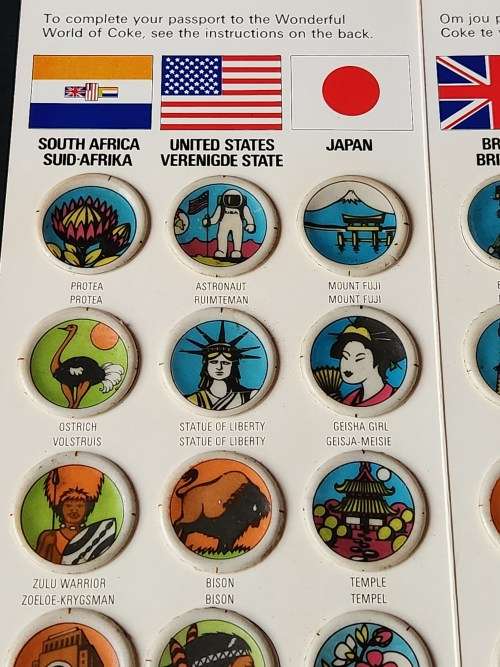 To complete your passport to the Wonderful
World of Coke, see the instructions on the back.
Om jou p
Coke te
SOUTH AFRICA
SUID-AFRIKA
UNITED STATES
VERENIGDE STATE
JAPAN
BR
BRI
PROTEA
PROTEA
ASTRONAUT
RUIMTEMAN
MOUNT FUJI
MOUNT FUJI
OSTRICH
VOLSTRUIS
STATUE OF LIBERTY
STATUE OF LIBERTY
GEISHA GIRL
GEISJA-MEISIE
ZULU WARRIOR
ZOELOE-KRYGSMAN
BISON
BISON
TEMPLE
TEMPEL